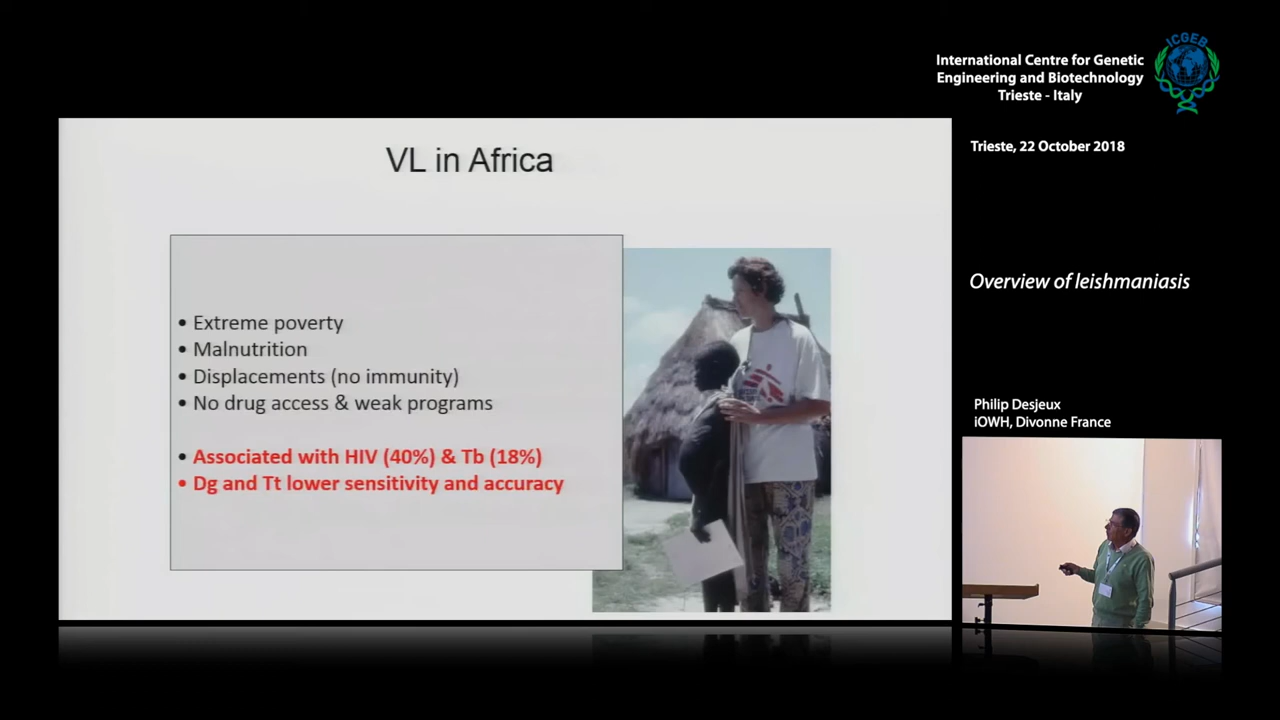 ICGEB
International Centre for Genetic
Engineering and Biotechnology
Trieste - Italy
Trieste, 22 October 2018
VL in Africa
• Extreme poverty
• Malnutrition
• Displacements (no immunity)
• No drug access & weak programs
• Associated with HIV (40%) & Tb (18%)
• Dg and Tt lower sensitivity and accuracy
Overview of leishmaniasis
Philip Desjeux
iOWH, Divonne France